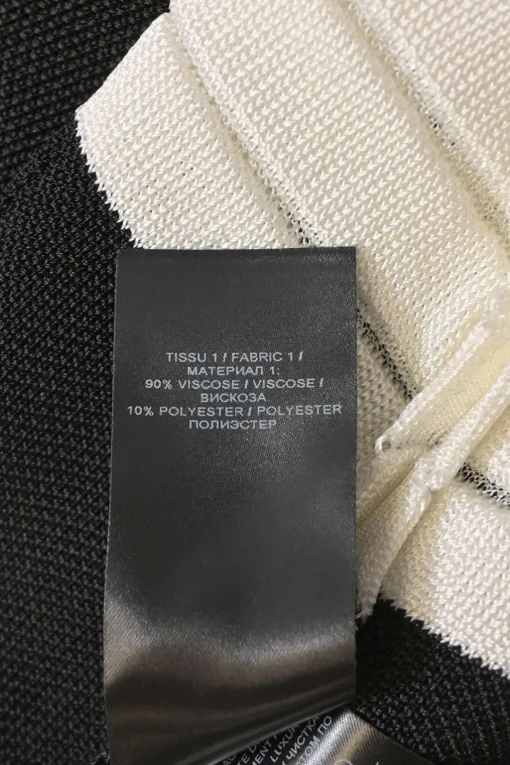 TISSU 1 / FABRIC 1 /
МАТЕРИАЛ 1:
90% VISCOSE / VISCOSE /
ВИСКОЗА
10% POLYESTER / POLYESTER
ПОЛИЭСТЕР